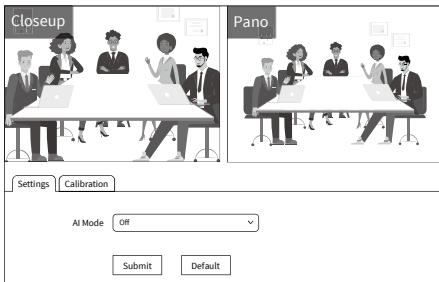 Closeup
Pano
Settings Calibration
AI Mode Off
Submit Default